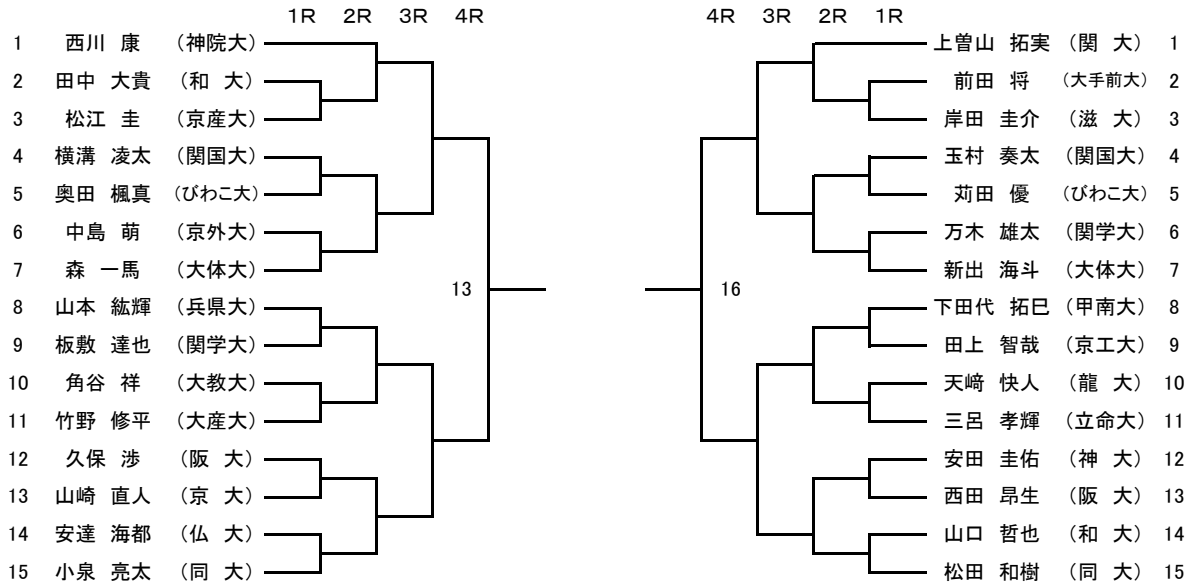 1R 2R 3R 4R
1 西川 康 (神院大)
2 田中 大貴 (和 大)
3 松江 圭 (京産大)
4 横溝 凌太 (関国大)
5 奥田 楓真 (びわこ大)
6 中島 萌 (京外大)
7 森 一馬 (大体大)
13
8 山本 紘輝 (兵県大)
9 板敷 達也 (関学大)
10 角谷 祥 (大教大)
11 竹野 修平 (大産大)
12 久保 渉 (阪 大)
13 山崎 直人 (京 大)
14 安達 海都 (仏 大)
15 小泉 亮太 (同 大)
4R 3R 2R 1R
上曽山 拓実 (関 大) 1
前田 将 (大手前大) 2
岸田 圭介 (滋 大) 3
玉村 奏太 (関国大) 4
苅田 優 (びわこ大) 5
万木 雄太 (関学大) 6
新出 海斗 (大体大) 7
16
下田代 拓巳 (甲南大) 8
田上 智哉 (京工大) 9
天﨑 快人 (龍 大) 10
三呂 孝輝 (立命大) 11
安田 圭佑 (神 大) 12
西田 昂生 (阪 大) 13
山口 哲也 (和 大) 14
松田 和樹 (同 大) 15